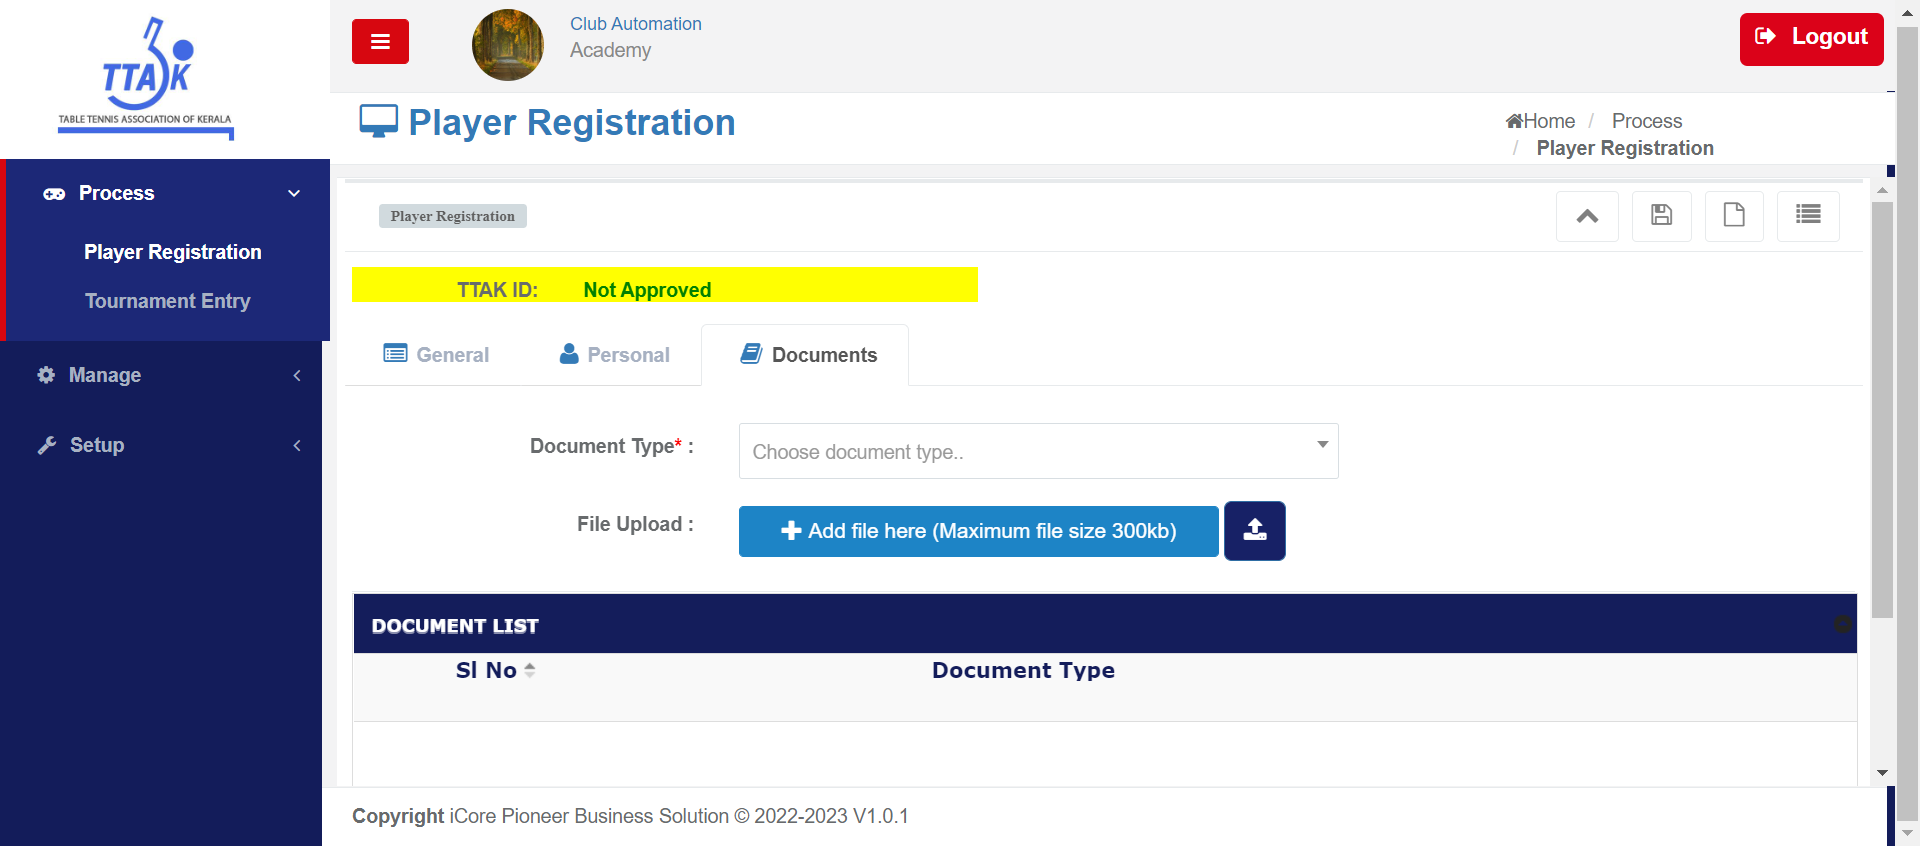 TTAK
TABLE TENNIS ASSOCIATION OF KERALA
Club Automation
Academy
Logout
Player Registration
Home / Process
/ Player Registration
Process
Player Registration
Tournament Entry
Manage
Setup
Player Registration
TTAK ID: Not Approved
General
Personal
Documents
Document Type* :
Choose document type..
File Upload :
Add file here (Maximum file size 300kb)
DOCUMENT LIST
Sl No
Document Type
Copyright iCore Pioneer Business Solution © 2022-2023 V1.0.1